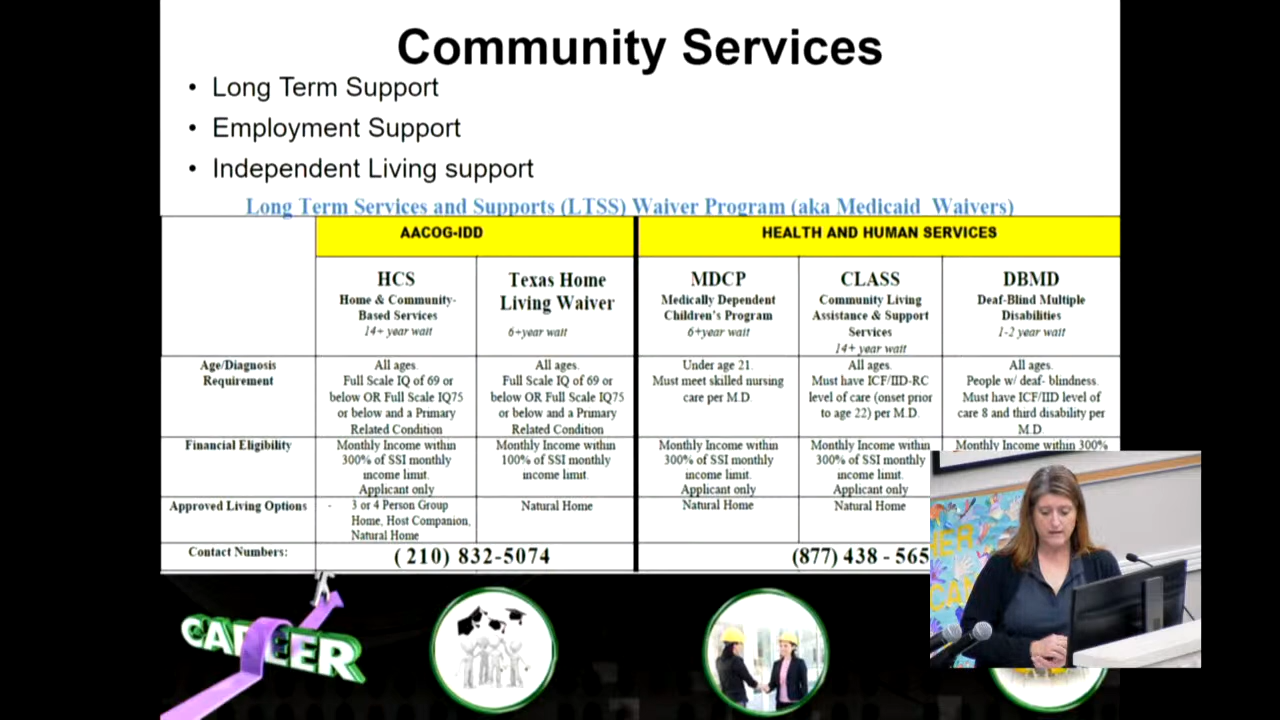 Community Services
• Long Term Support
• Employment Support
• Independent Living support
Long Term Services and Supports (LTSS) Waiver Program (aka Medicaid Waivers)
AACOG-IDD
HEALTH AND HUMAN SERVICES
HCS
Home & Community-
Based Services
14+ year wait
Texas Home
Living Waiver
6+year wait
MDCP
Medically Dependent
Children's Program
6+year wait
CLASS
Community Living
Assistance & Support
Services
14+ year wait
DBMD
Deaf-Blind Multiple
Disabilities
1-2 year wait
Age/Diagnosis
Requirement
All ages.
Full Scale IQ of 69 or
below OR Full Scale IQ75
or below and a Primary
Related Condition
All ages.
Full Scale IQ of 69 or
below OR Full Scale IQ75
or below and a Primary
Related Condition
Under age 21.
Must meet skilled nursing
care per M.D.
All ages.
Must have ICF/IID-RC
level of care (onset prior
to age 22) per M.D.
All ages.
People w/ deaf- blindness.
Must have ICF/IID level of
care 8 and third disability per
M.D.
Financial Eligibility
Monthly Income within
300% of SSI monthly
income limit.
Applicant only
Monthly Income within
100% of SSI monthly
income limit.
Monthly Income within
300% of SSI monthly
income limit.
Applicant only
Monthly Income within
300% of SSI monthly
income limit.
Applicant only
Monthly Income within 300%
Approved Living Options
- 3 or 4 Person Group
Home, Host Companion,
Natural Home
Natural Home
Natural Home
Natural Home
Contact Numbers:
( 210) 832-5074
(877) 438 - 565
CAREER